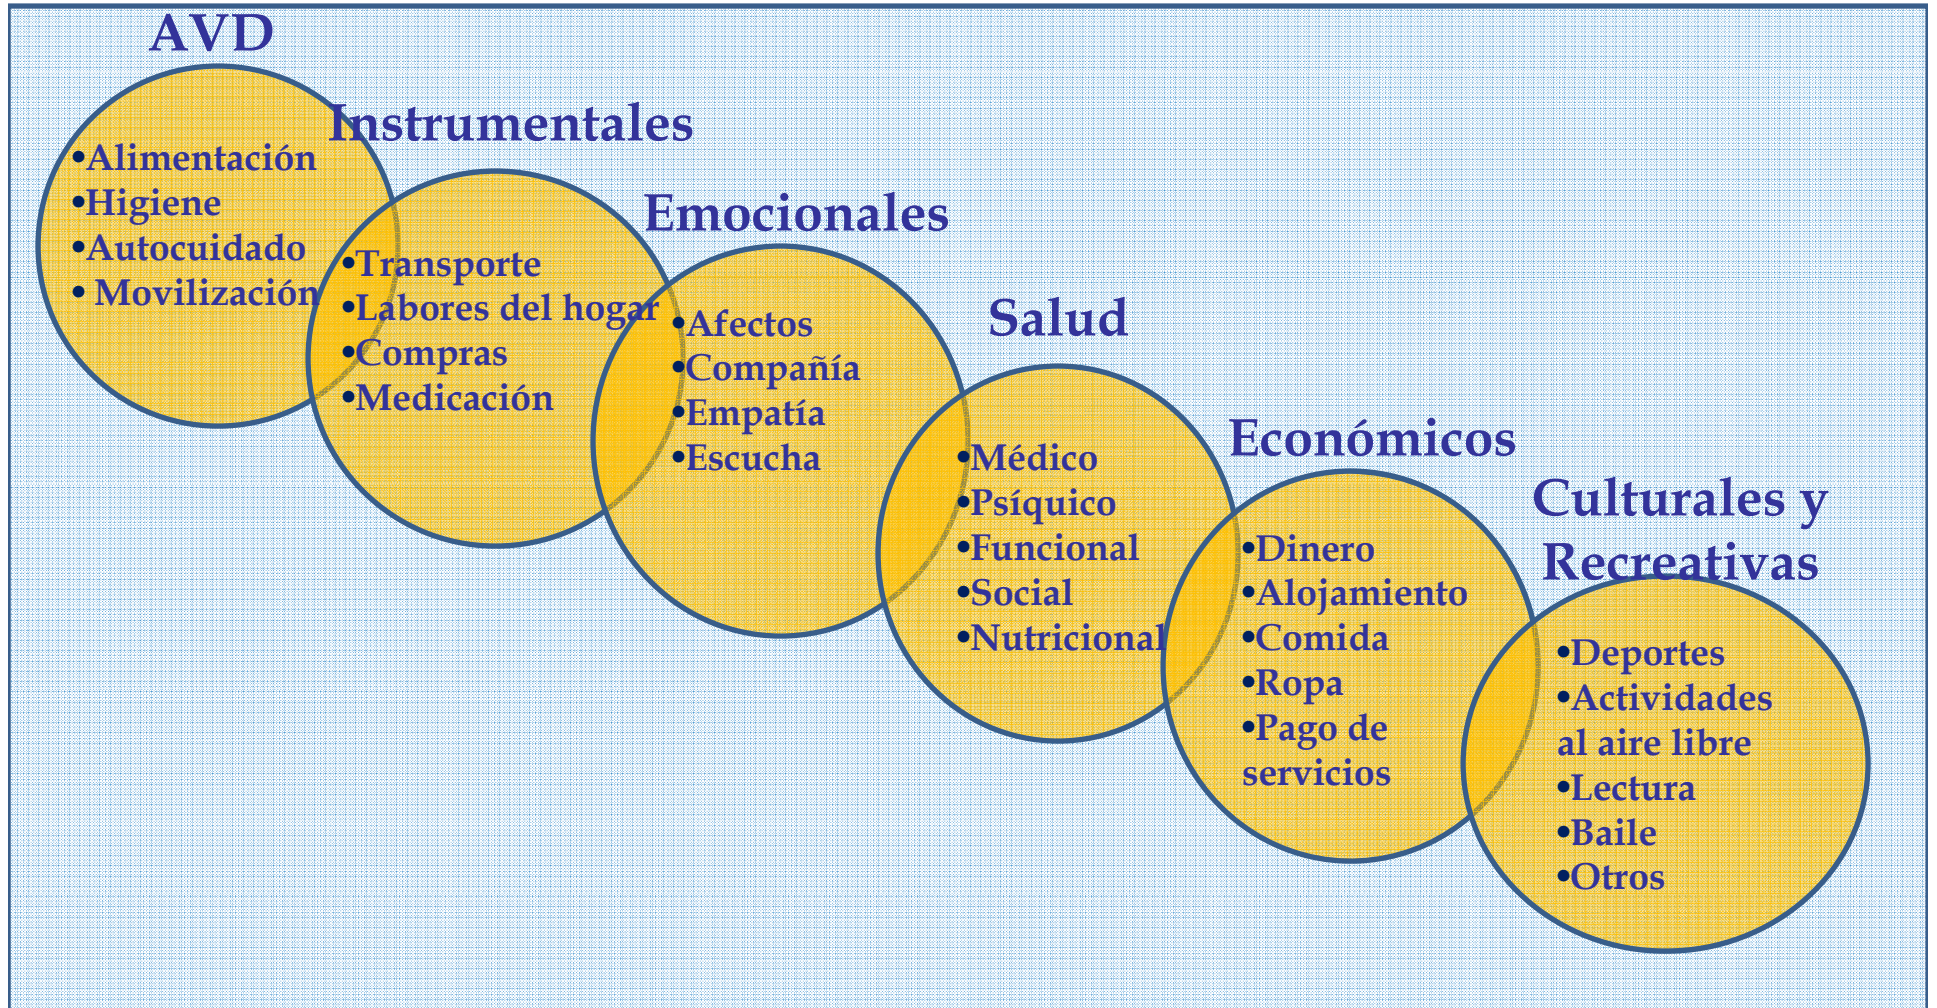 AVD
•Alimentación
•Higiene
•Autocuidado
• Movilización
Instrumentales
•Transporte
•Labores del hogar
•Compras
•Medicación
Emocionales
•Afectos
•Compañía
•Empatía
•Escucha
Salud
•Médico
•Psíquico
•Funcional
•Social
•Nutricional
Económicos
•Dinero
•Alojamiento
•Comida
•Ropa
•Pago de
servicios
Culturales y
Recreativas
•Deportes
•Actividades
al aire libre
•Lectura
•Baile
•Otros